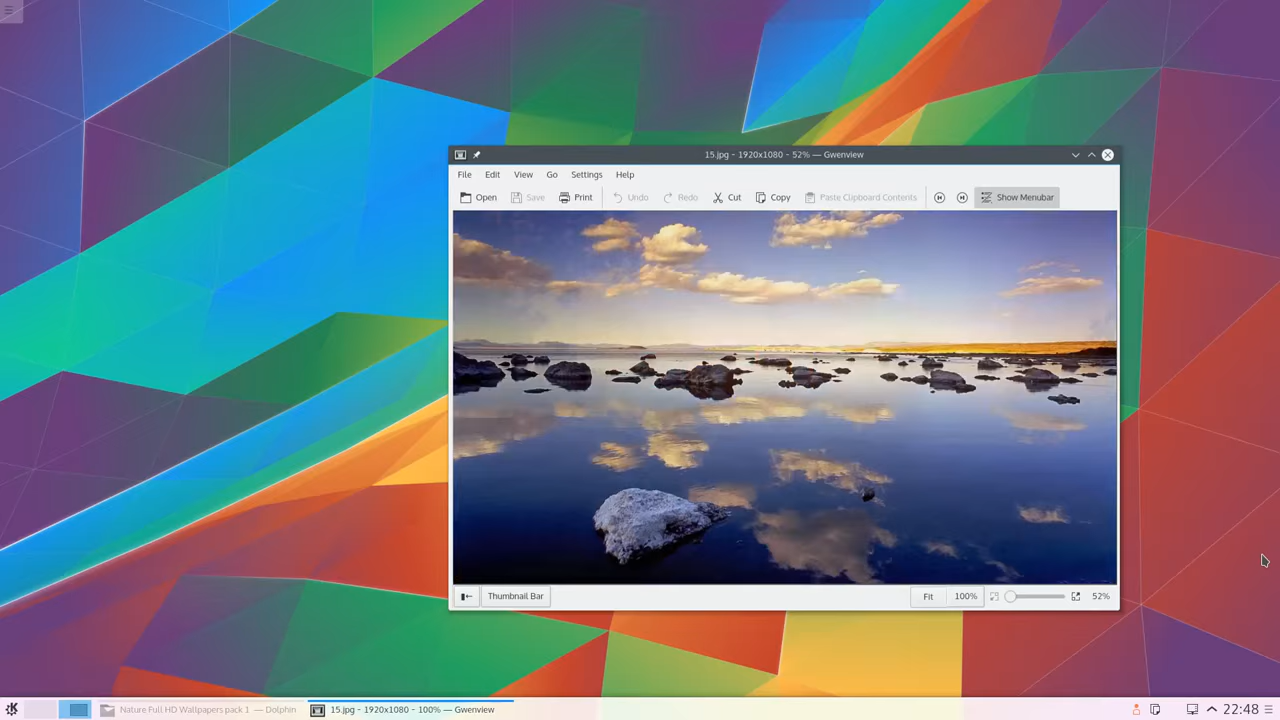 15.jpg - 1920x1080 - 52% — Gwenview
File Edit View Go Settings Help
Open Save Print Undo Redo Cut Copy Paste Clipboard Contents Show Menubar
Thumbnail Bar Fit 100% 52%
Nature Full HD Wallpapers pack 1 — Dolphin 15.jpg - 1920x1080 - 100% — Gwenview 22:48